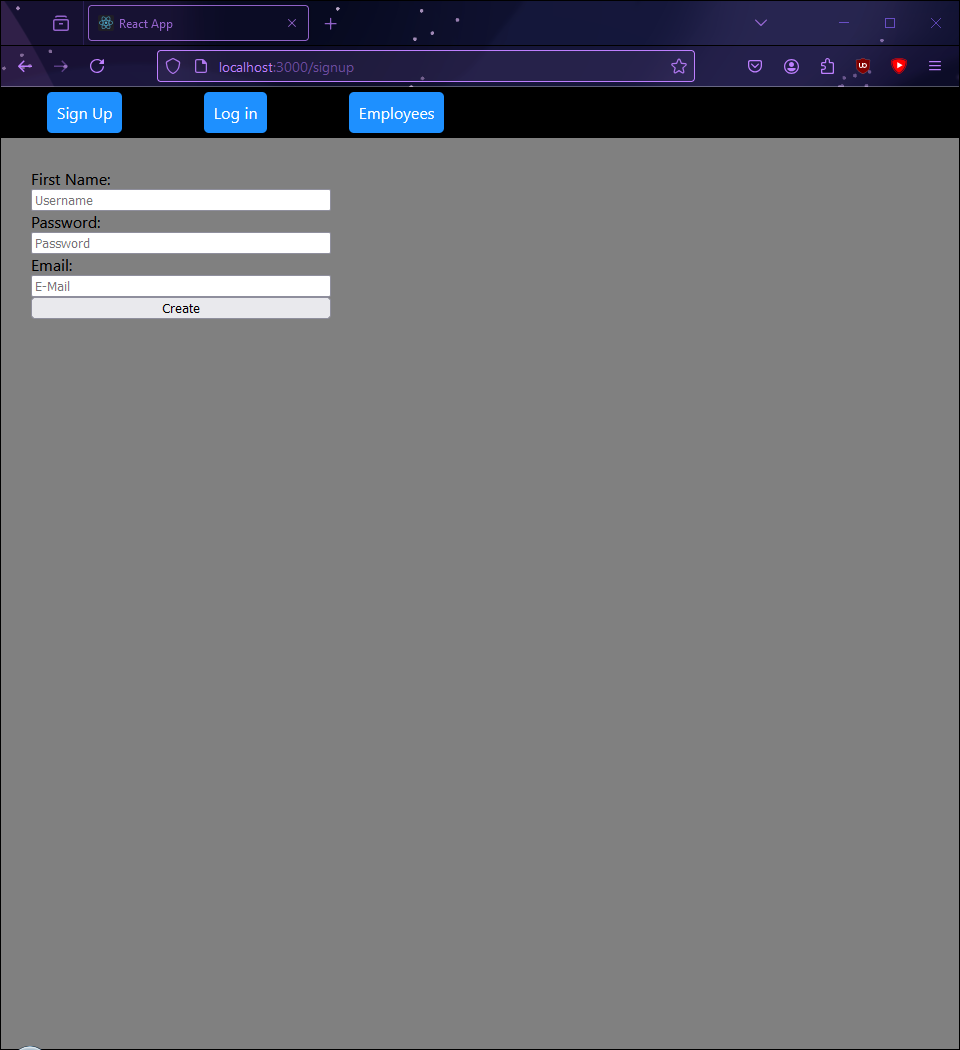 React App
localhost:3000/signup
Sign Up Log in Employees
First Name:
Username
Password:
Password
Email:
E-Mail
Create